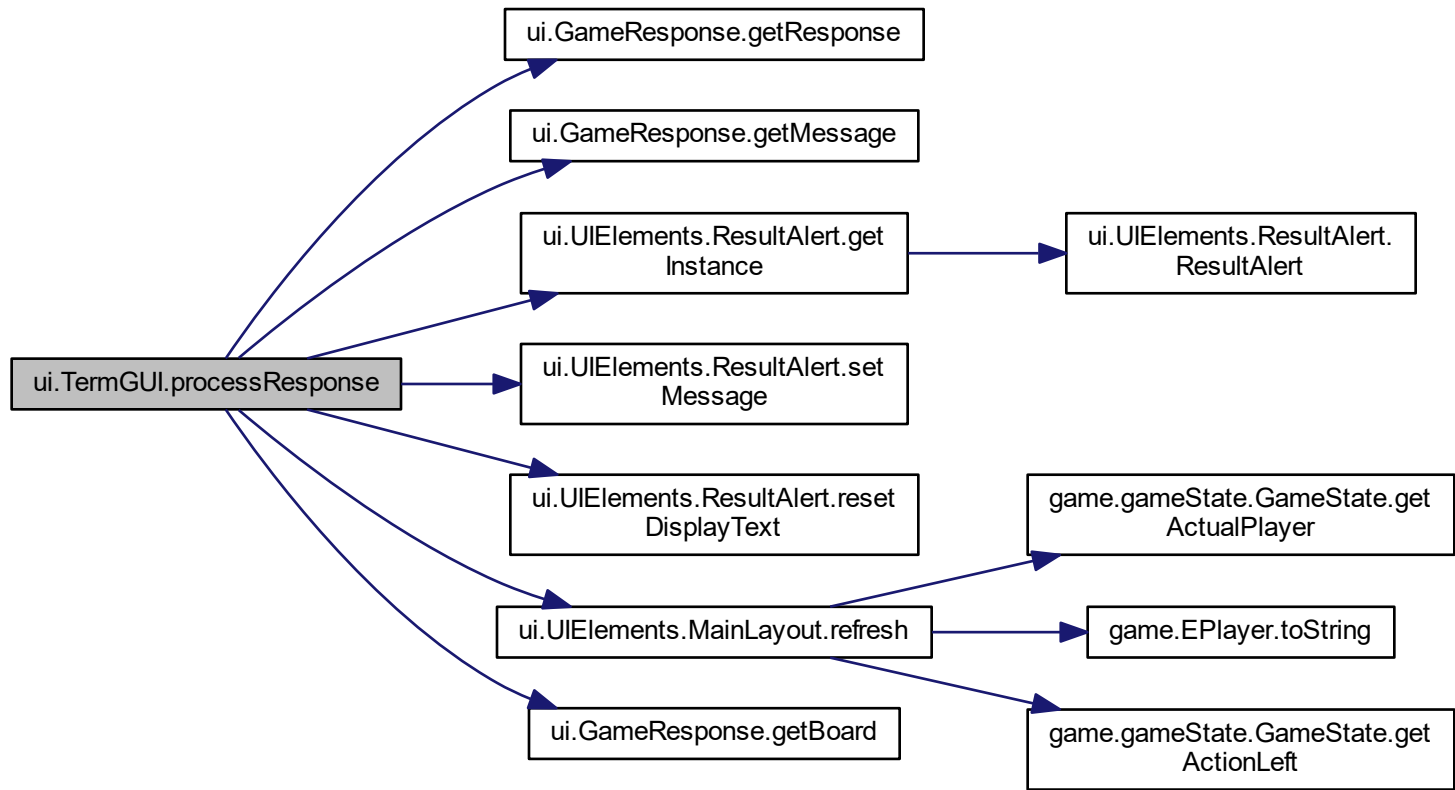 ui.GameResponse.getResponse
ui.GameResponse.getMessage
ui.UIElements.ResultAlert.get
Instance
ui.UIElements.ResultAlert.
ResultAlert
ui.TermGUI.processResponse
ui.UIElements.ResultAlert.set
Message
ui.UIElements.ResultAlert.reset
DisplayText
game.gameState.GameState.get
ActualPlayer
ui.UIElements.MainLayout.refresh
game.EPlayer.toString
ui.GameResponse.getBoard
game.gameState.GameState.get
ActionLeft